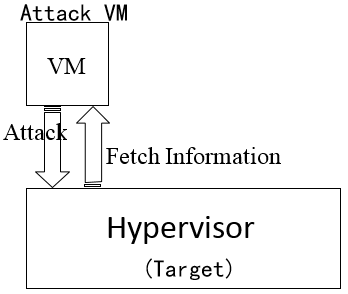 Attack VM
VM
Attack
Fetch Information
Hypervisor
(Target)